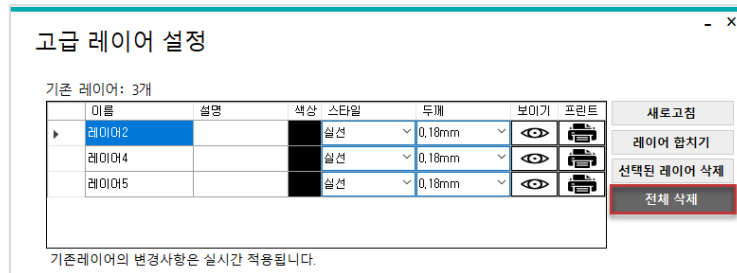 고급 레이어 설정
기존 레이어: 3개
이름 설명 색상 스타일 두께 보이기 프린트
레이어2 실선 0.18mm
레이어4 실선 0.18mm
레이어5 실선 0.18mm
새로고침
레이어 합치기
선택된 레이어 삭제
전체 삭제
기존레이어의 변경사항은 실시간 적용됩니다.